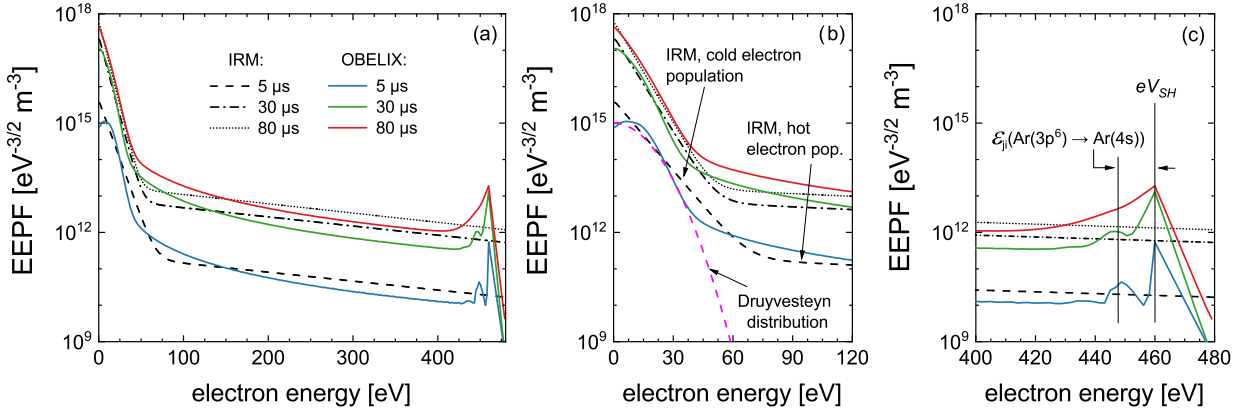 (a)
IRM: OBELIX:
5 μs 5 μs
30 μs 30 μs
80 μs 80 μs
10^18
10^15
10^12
10^9
EEPF [eV^-3/2 m^-3]
0 100 200 300 400
electron energy [eV]
(b)
IRM, cold electron
population
IRM, hot
electron pop.
Druyvesteyn
distribution
10^18
10^15
10^12
10^9
EEPF [eV^-3/2 m^-3]
0 30 60 90 120
electron energy [eV]
(c)
eV_SH
ℰ_ji(Ar(3p^6) → Ar(4s))
10^18
10^15
10^12
10^9
EEPF [eV^-3/2 m^-3]
400 420 440 460 480
electron energy [eV]